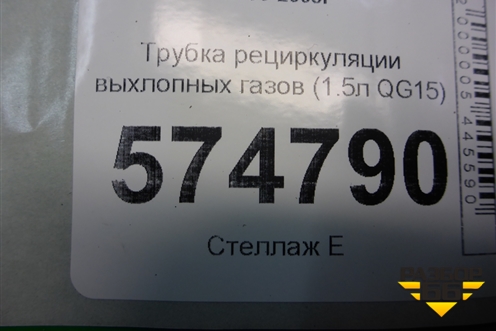 Трубка рециркуляции
выхлопных газов (1.5л QG15)
574790
Стеллаж Е